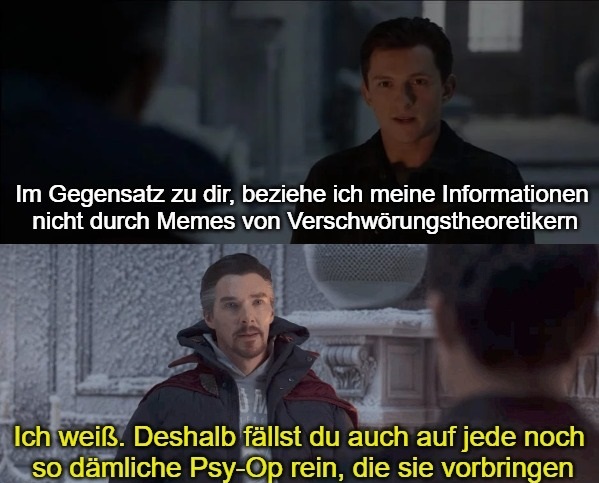 Im Gegensatz zu dir, beziehe ich meine Informationen
nicht durch Memes von Verschwörungstheoretikern
Ich weiß. Deshalb fällst du auch auf jede noch
so dämliche Psy-Op rein, die sie vorbringen